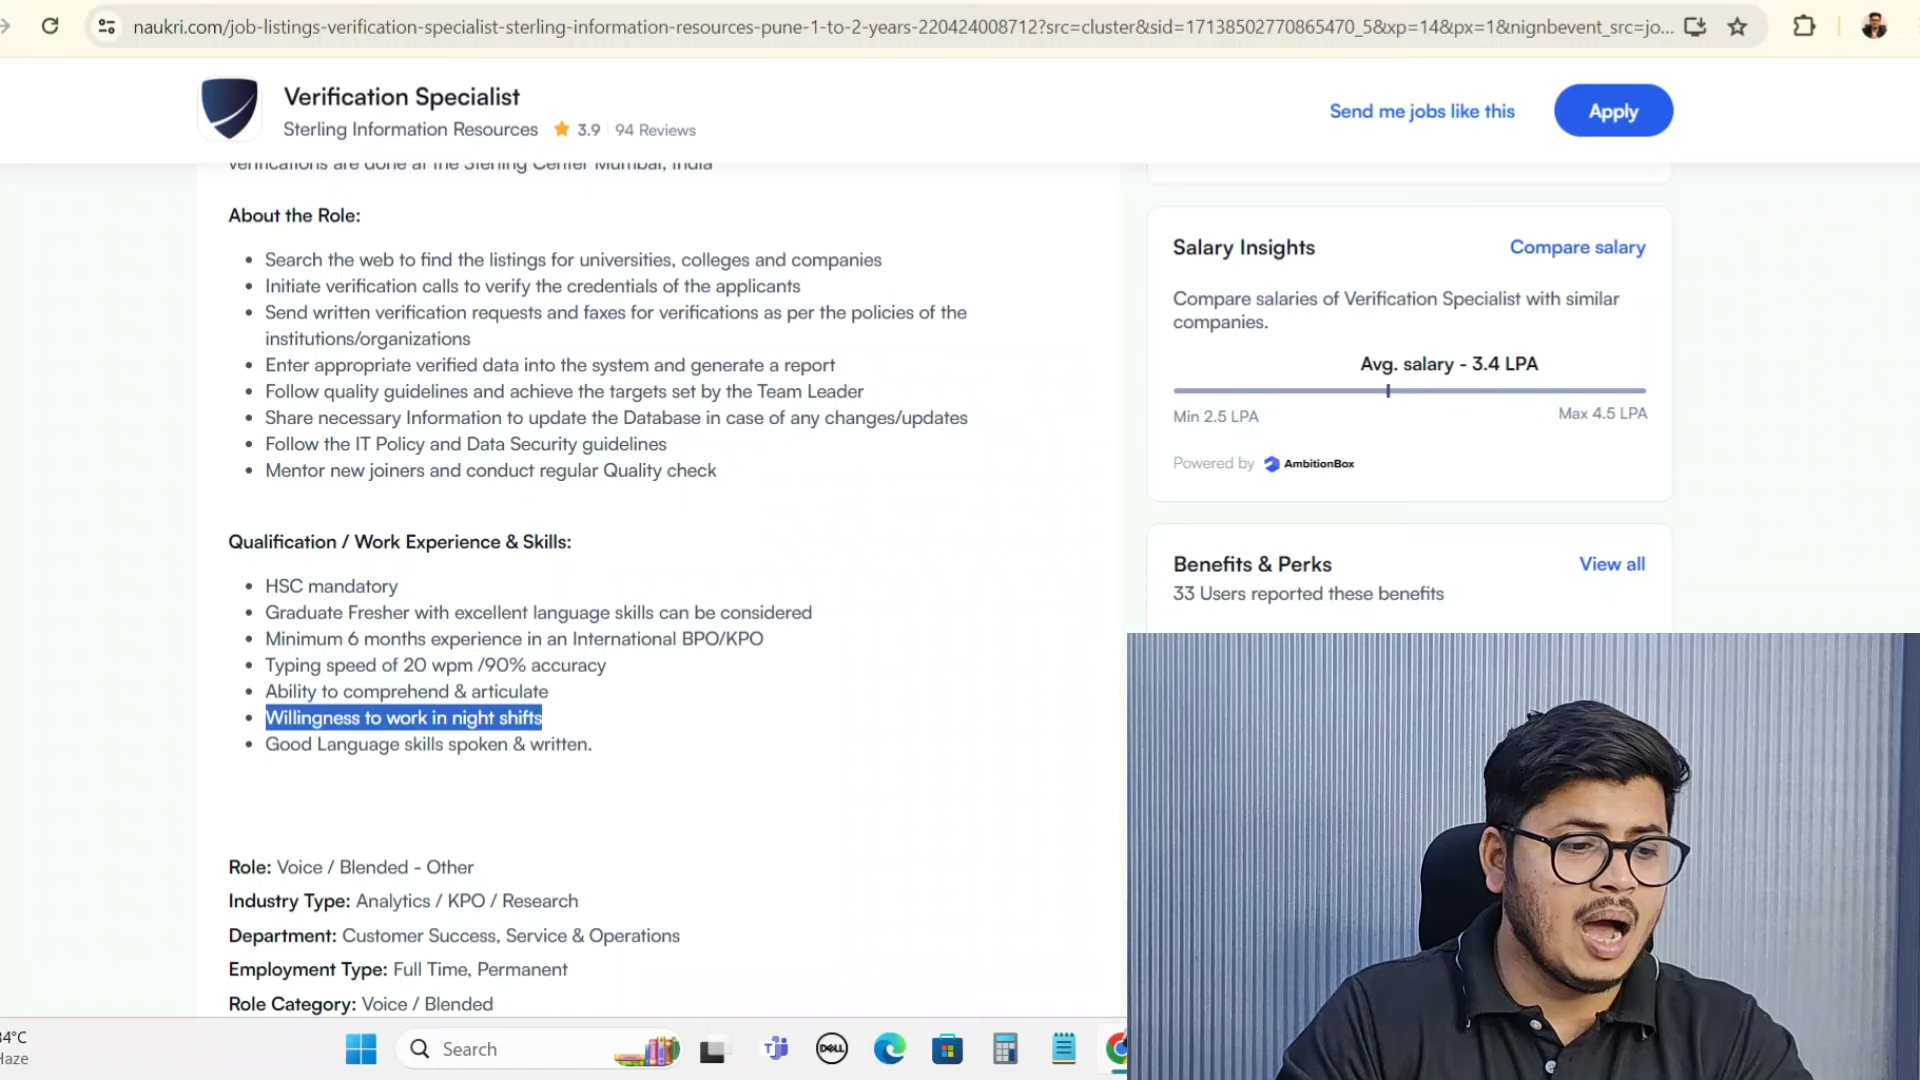 naukri.com/job-listings-verification-specialist-sterling-information-resources-pune-1-to-2-years-220424008712?src=cluster&sid=17138502770865470_5&xp=14&px=1&nignbevent_src=jo...
Verification Specialist
Sterling Information Resources 3.9 94 Reviews
Send me jobs like this
Apply
verifications are done at the Sterling Center Mumbai, India
About the Role:
Search the web to find the listings for universities, colleges and companies
Initiate verification calls to verify the credentials of the applicants
Send written verification requests and faxes for verifications as per the policies of the
institutions/organizations
Enter appropriate verified data into the system and generate a report
Follow quality guidelines and achieve the targets set by the Team Leader
Share necessary Information to update the Database in case of any changes/updates
Follow the IT Policy and Data Security guidelines
Mentor new joiners and conduct regular Quality check
Qualification / Work Experience & Skills:
HSC mandatory
Graduate Fresher with excellent language skills can be considered
Minimum 6 months experience in an International BPO/KPO
Typing speed of 20 wpm /90% accuracy
Ability to comprehend & articulate
Willingness to work in night shifts
Good Language skills spoken & written.
Role: Voice / Blended - Other
Industry Type: Analytics / KPO / Research
Department: Customer Success, Service & Operations
Employment Type: Full Time, Permanent
Role Category: Voice / Blended
Salary Insights
Compare salary
Compare salaries of Verification Specialist with similar
companies.
Avg. salary - 3.4 LPA
Min 2.5 LPA
Max 4.5 LPA
Powered by AmbitionBox
Benefits & Perks
View all
33 Users reported these benefits
34°C
Haze
Search
DELL